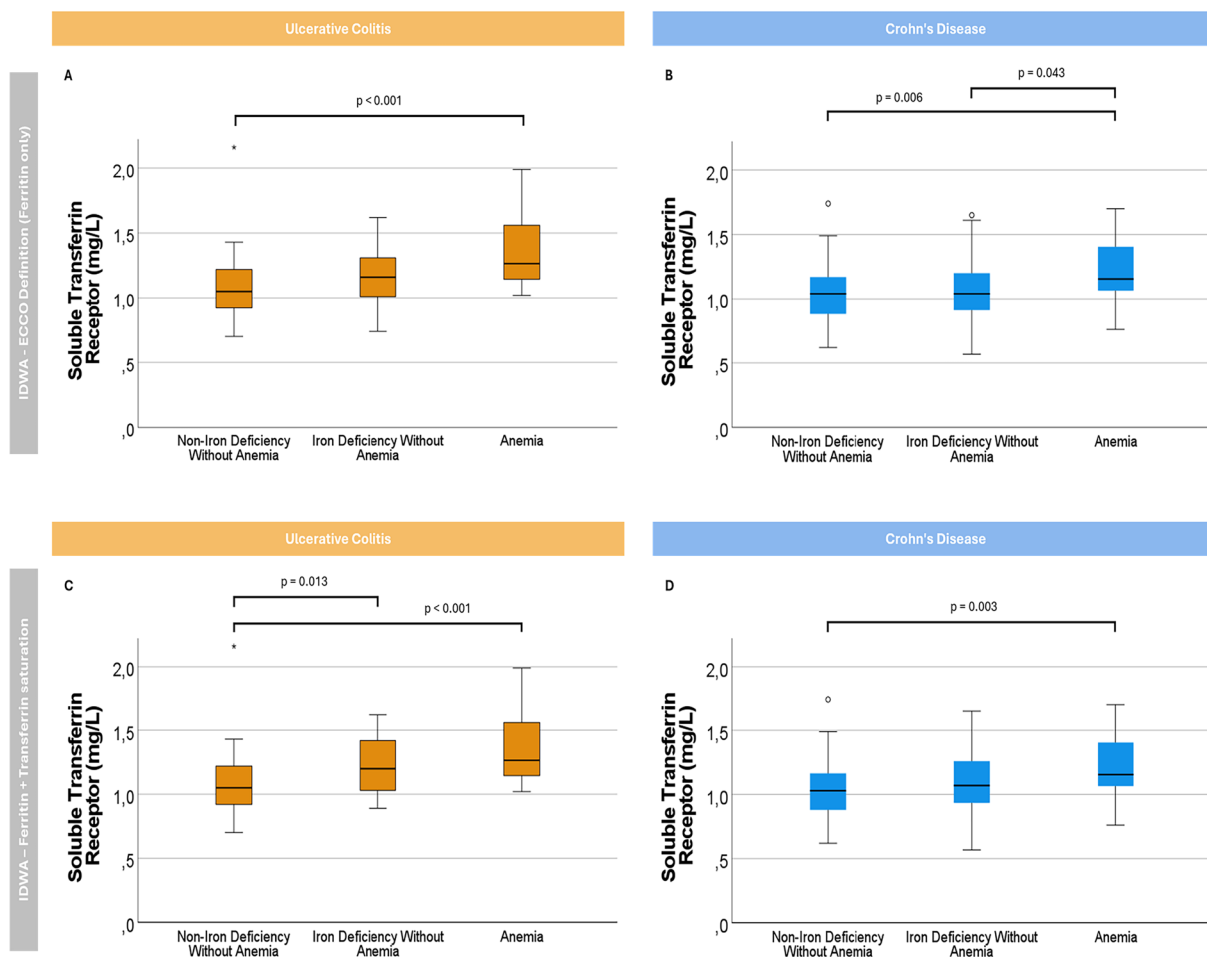 Ulcerative Colitis
Crohn's Disease
IDWA – ECCO Definition (Ferritin only)
A
p < 0.001
*
2,0
1,5
1,0
,5
,0
Soluble Transferrin
Receptor (mg/L)
Non-Iron Deficiency
Without Anemia
Iron Deficiency Without
Anemia
Anemia
B
p = 0.043
p = 0.006
2,0
1,5
1,0
,5
,0
Soluble Transferrin
Receptor (mg/L)
Non-Iron Deficiency
Without Anemia
Iron Deficiency Without
Anemia
Anemia
Ulcerative Colitis
Crohn's Disease
IDWA – Ferritin + Transferrin saturation
C
p = 0.013
p < 0.001
*
2,0
1,5
1,0
,5
,0
Soluble Transferrin
Receptor (mg/L)
Non-Iron Deficiency
Without Anemia
Iron Deficiency Without
Anemia
Anemia
D
p = 0.003
2,0
1,5
1,0
,5
,0
Soluble Transferrin
Receptor (mg/L)
Non-Iron Deficiency
Without Anemia
Iron Deficiency Without
Anemia
Anemia